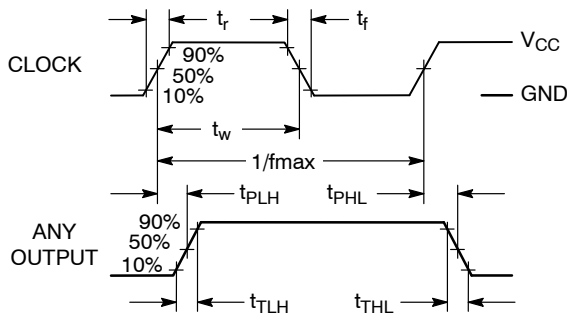 t_r
t_f
CLOCK
90%
50%
10%
V_CC
GND
t_w
1/fmax
t_PLH
t_PHL
ANY
OUTPUT
90%
50%
10%
t_TLH
t_THL